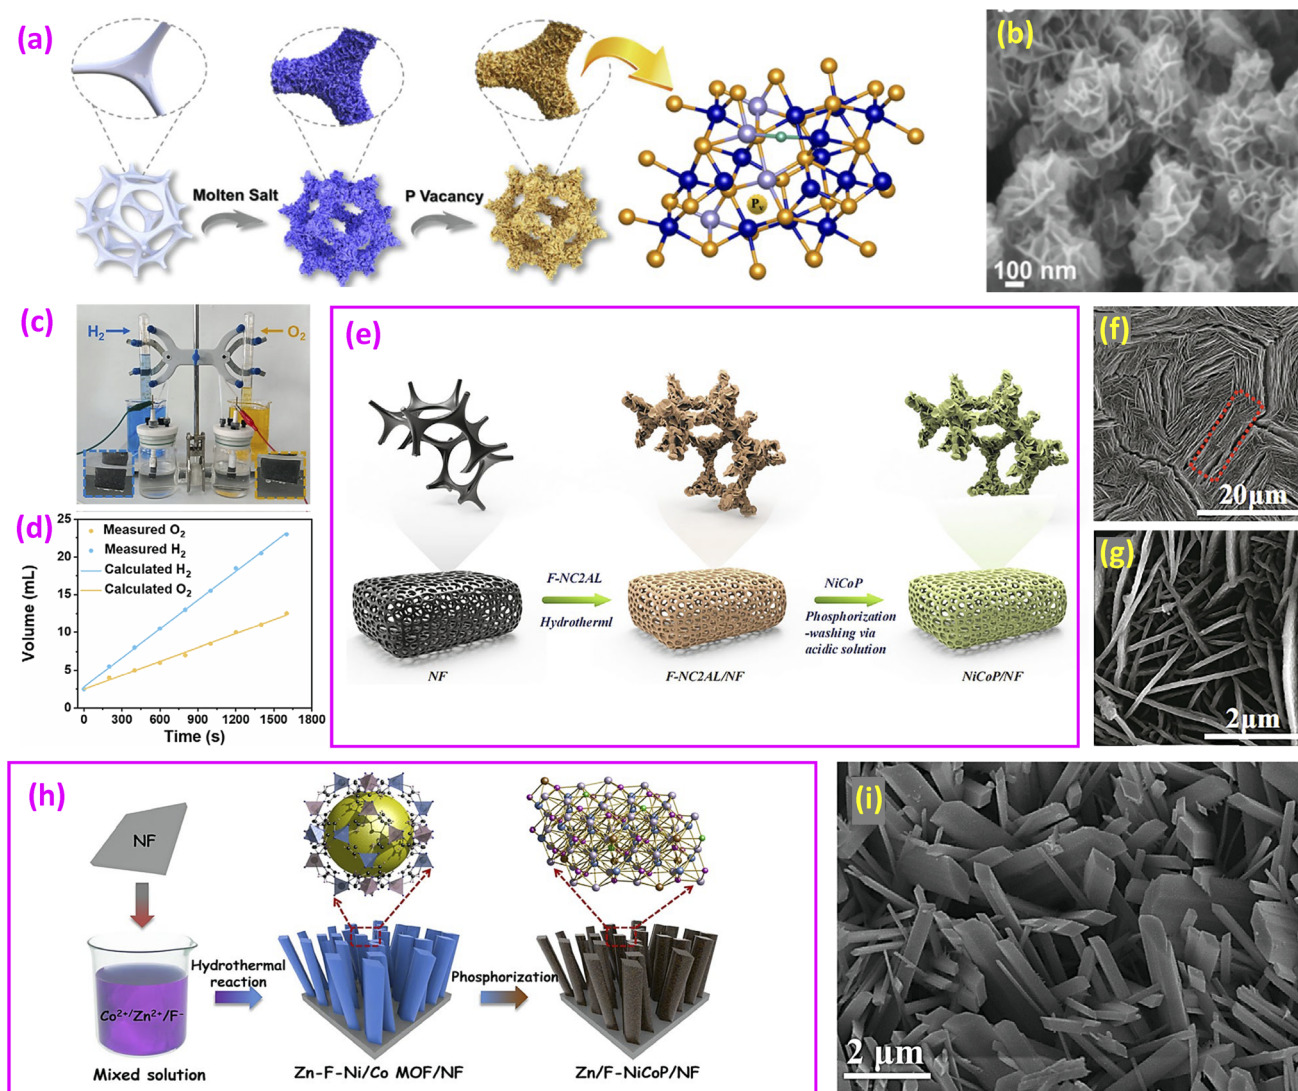 (a)
Molten Salt
P Vacancy
Pv
(b)
100 nm
(c)
H2
O2
(d)
Measured O2
Measured H2
Calculated H2
Calculated O2
Volume (mL)
25
20
15
10
5
0
0 300 600 900 1200 1500 1800
Time (s)
(e)
F-NC2AL
Hydrotherml
NiCoP
Phosphorization
-washing via
acidic solution
NF
F-NC2AL/NF
NiCoP/NF
(f)
20μm
(g)
2μm
(h)
NF
Co2+/Zn2+/F-
Mixed solution
Hydrothermal
reaction
Zn-F-Ni/Co MOF/NF
Phosphorization
Zn/F-NiCoP/NF
(i)
2 μm